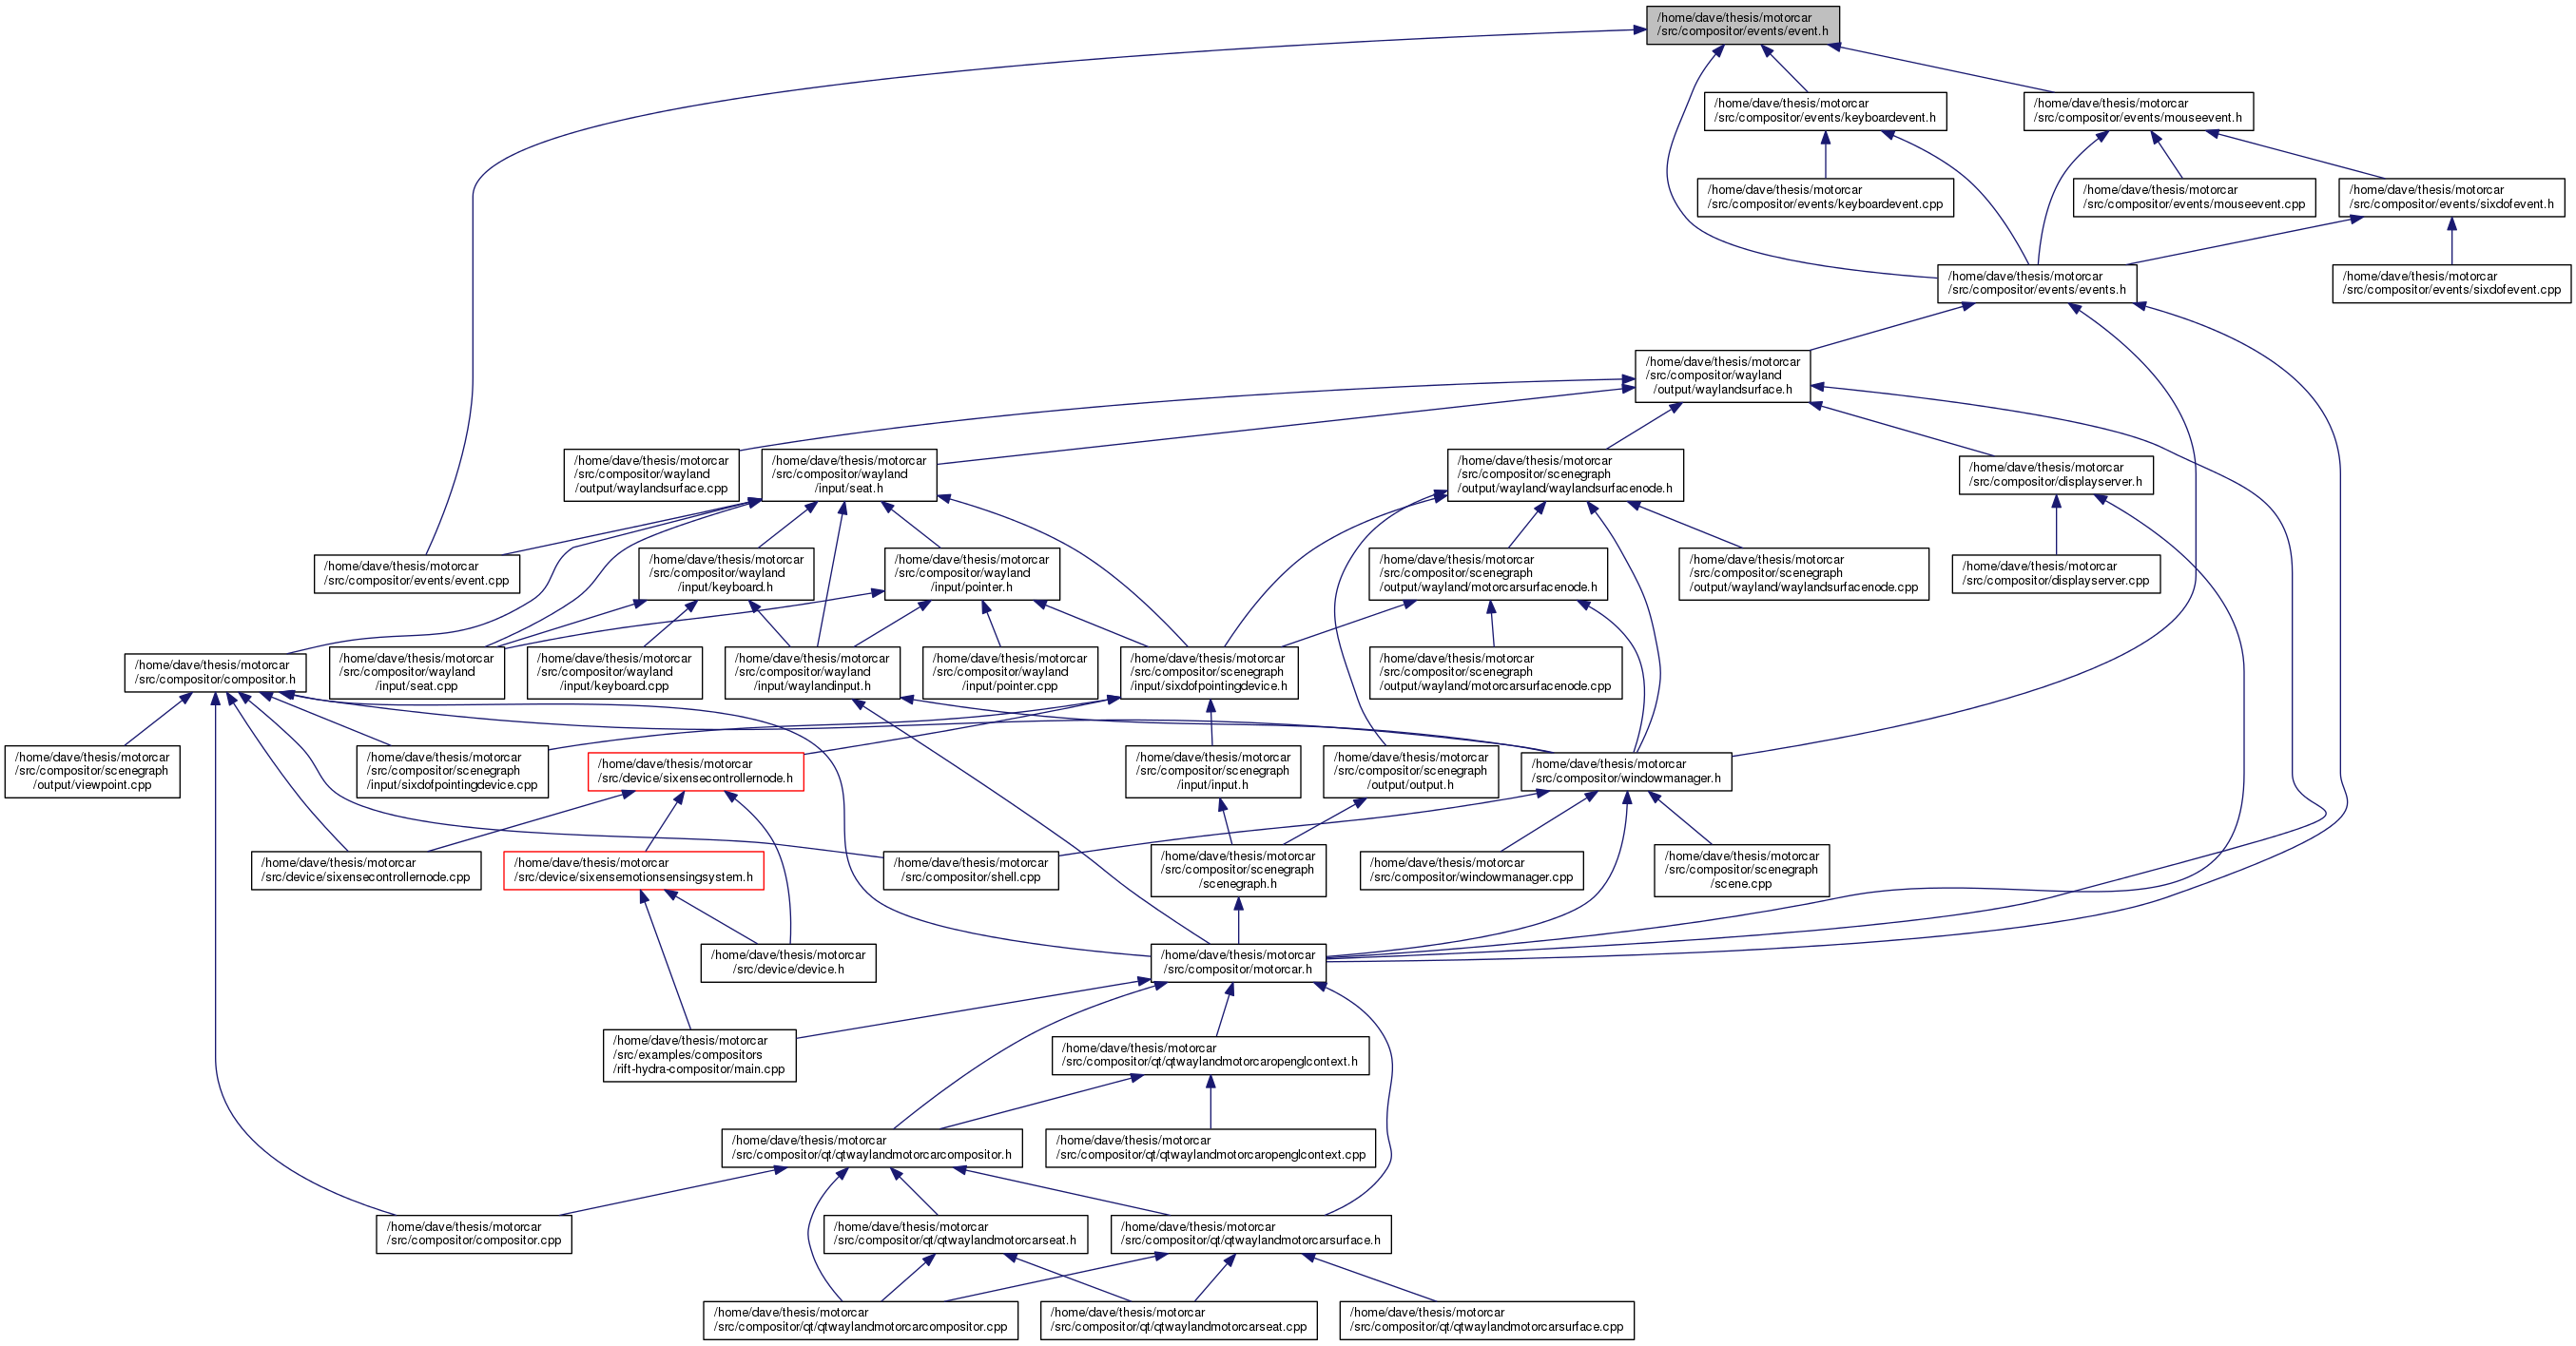 /home/dave/thesis/motorcar
/src/compositor/events/event.h
/home/dave/thesis/motorcar
/src/compositor/events/keyboardevent.h
/home/dave/thesis/motorcar
/src/compositor/events/mouseevent.h
/home/dave/thesis/motorcar
/src/compositor/events/keyboardevent.cpp
/home/dave/thesis/motorcar
/src/compositor/events/mouseevent.cpp
/home/dave/thesis/motorcar
/src/compositor/events/sixdofevent.h
/home/dave/thesis/motorcar
/src/compositor/events/events.h
/home/dave/thesis/motorcar
/src/compositor/events/sixdofevent.cpp
/home/dave/thesis/motorcar
/src/compositor/wayland
/output/waylandsurface.h
/home/dave/thesis/motorcar
/src/compositor/wayland
/output/waylandsurface.cpp
/home/dave/thesis/motorcar
/src/compositor/wayland
/input/seat.h
/home/dave/thesis/motorcar
/src/compositor/scenegraph
/output/wayland/waylandsurfacenode.h
/home/dave/thesis/motorcar
/src/compositor/displayserver.h
/home/dave/thesis/motorcar
/src/compositor/events/event.cpp
/home/dave/thesis/motorcar
/src/compositor/wayland
/input/keyboard.h
/home/dave/thesis/motorcar
/src/compositor/wayland
/input/pointer.h
/home/dave/thesis/motorcar
/src/compositor/scenegraph
/output/wayland/motorcarsurfacenode.h
/home/dave/thesis/motorcar
/src/compositor/scenegraph
/output/wayland/waylandsurfacenode.cpp
/home/dave/thesis/motorcar
/src/compositor/displayserver.cpp
/home/dave/thesis/motorcar
/src/compositor/compositor.h
/home/dave/thesis/motorcar
/src/compositor/wayland
/input/seat.cpp
/home/dave/thesis/motorcar
/src/compositor/wayland
/input/keyboard.cpp
/home/dave/thesis/motorcar
/src/compositor/wayland
/input/waylandinput.h
/home/dave/thesis/motorcar
/src/compositor/wayland
/input/pointer.cpp
/home/dave/thesis/motorcar
/src/compositor/scenegraph
/input/sixdofpointingdevice.h
/home/dave/thesis/motorcar
/src/compositor/scenegraph
/output/wayland/motorcarsurfacenode.cpp
/home/dave/thesis/motorcar
/src/compositor/scenegraph
/output/viewpoint.cpp
/home/dave/thesis/motorcar
/src/compositor/scenegraph
/input/sixdofpointingdevice.cpp
/home/dave/thesis/motorcar
/src/device/sixensecontrollernode.h
/home/dave/thesis/motorcar
/src/compositor/scenegraph
/input/input.h
/home/dave/thesis/motorcar
/src/compositor/scenegraph
/output/output.h
/home/dave/thesis/motorcar
/src/compositor/windowmanager.h
/home/dave/thesis/motorcar
/src/device/sixensecontrollernode.cpp
/home/dave/thesis/motorcar
/src/device/sixensemotionsensingsystem.h
/home/dave/thesis/motorcar
/src/compositor/shell.cpp
/home/dave/thesis/motorcar
/src/compositor/scenegraph
/scenegraph.h
/home/dave/thesis/motorcar
/src/compositor/windowmanager.cpp
/home/dave/thesis/motorcar
/src/compositor/scenegraph
/scene.cpp
/home/dave/thesis/motorcar
/src/device/device.h
/home/dave/thesis/motorcar
/src/compositor/motorcar.h
/home/dave/thesis/motorcar
/src/examples/compositors
/rift-hydra-compositor/main.cpp
/home/dave/thesis/motorcar
/src/compositor/qt/qtwaylandmotorcaropenglcontext.h
/home/dave/thesis/motorcar
/src/compositor/qt/qtwaylandmotorcarcompositor.h
/home/dave/thesis/motorcar
/src/compositor/qt/qtwaylandmotorcaropenglcontext.cpp
/home/dave/thesis/motorcar
/src/compositor/compositor.cpp
/home/dave/thesis/motorcar
/src/compositor/qt/qtwaylandmotorcarseat.h
/home/dave/thesis/motorcar
/src/compositor/qt/qtwaylandmotorcarsurface.h
/home/dave/thesis/motorcar
/src/compositor/qt/qtwaylandmotorcarcompositor.cpp
/home/dave/thesis/motorcar
/src/compositor/qt/qtwaylandmotorcarseat.cpp
/home/dave/thesis/motorcar
/src/compositor/qt/qtwaylandmotorcarsurface.cpp